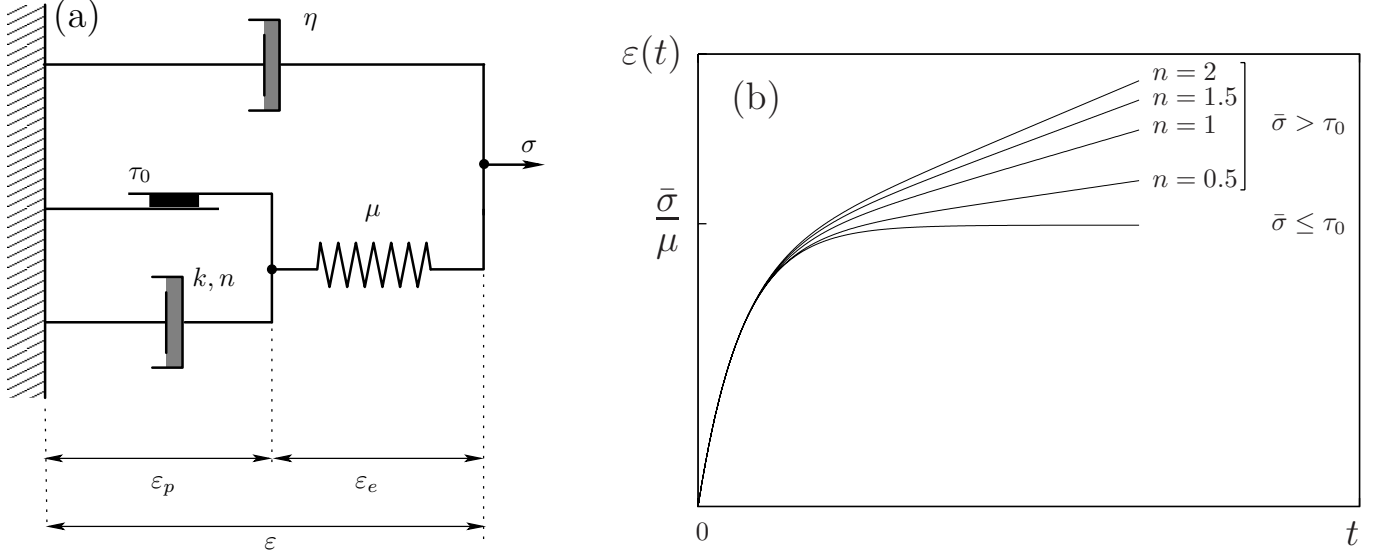 (a)
η
σ
τ₀
μ
k, n
εₚ
εₑ
ε
(b)
ε(t)
n = 2
n = 1.5
n = 1
n = 0.5
σ̄ > τ₀
σ̄ ≤ τ₀
σ̄
μ
0
t